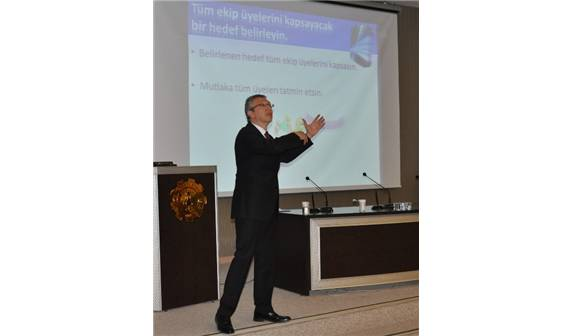 Tüm ekip üyelerini kapsayacak
bir hedef belirleyin.
• Belirlenen hedef tüm ekip üyelerini kapsasın.
• Mutlaka tüm üyeleri tatmin etsin.